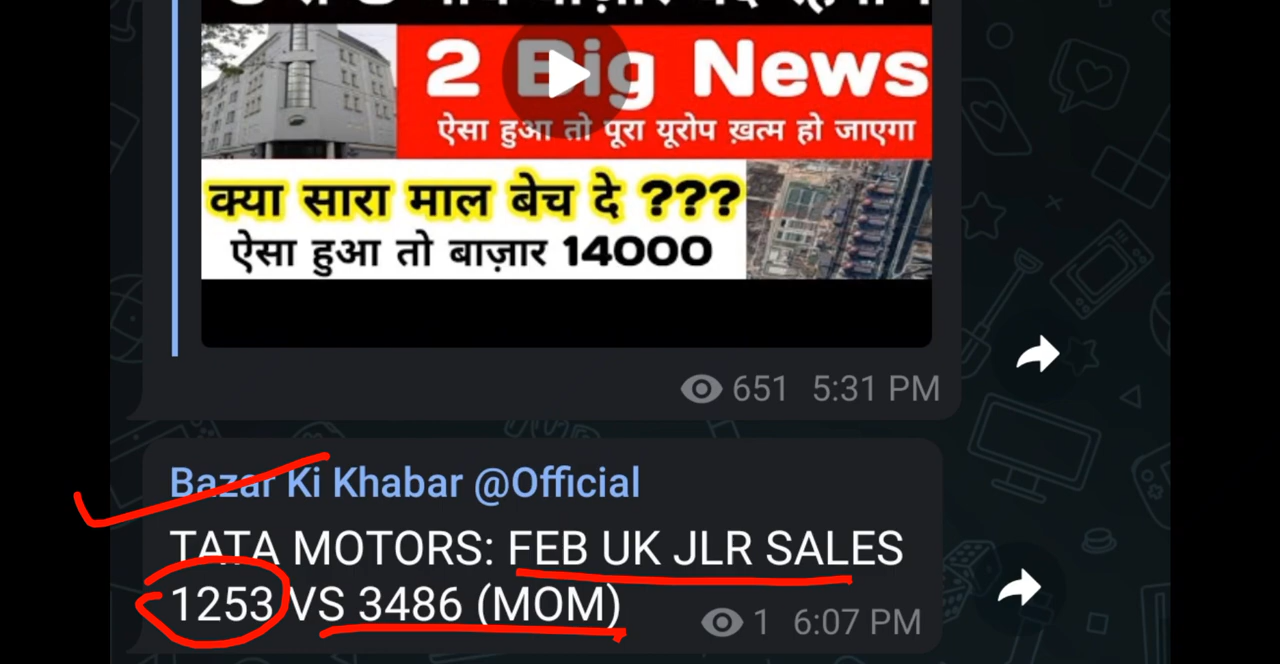 2 Big News
ऐसा हुआ तो पूरा यूरोप ख़त्म हो जाएगा
क्या सारा माल बेच दे ???
ऐसा हुआ तो बाज़ार 14000
651 5:31 PM
Bazar Ki Khabar @Official
TATA MOTORS: FEB UK JLR SALES
1253 VS 3486 (MOM)
1 6:07 PM